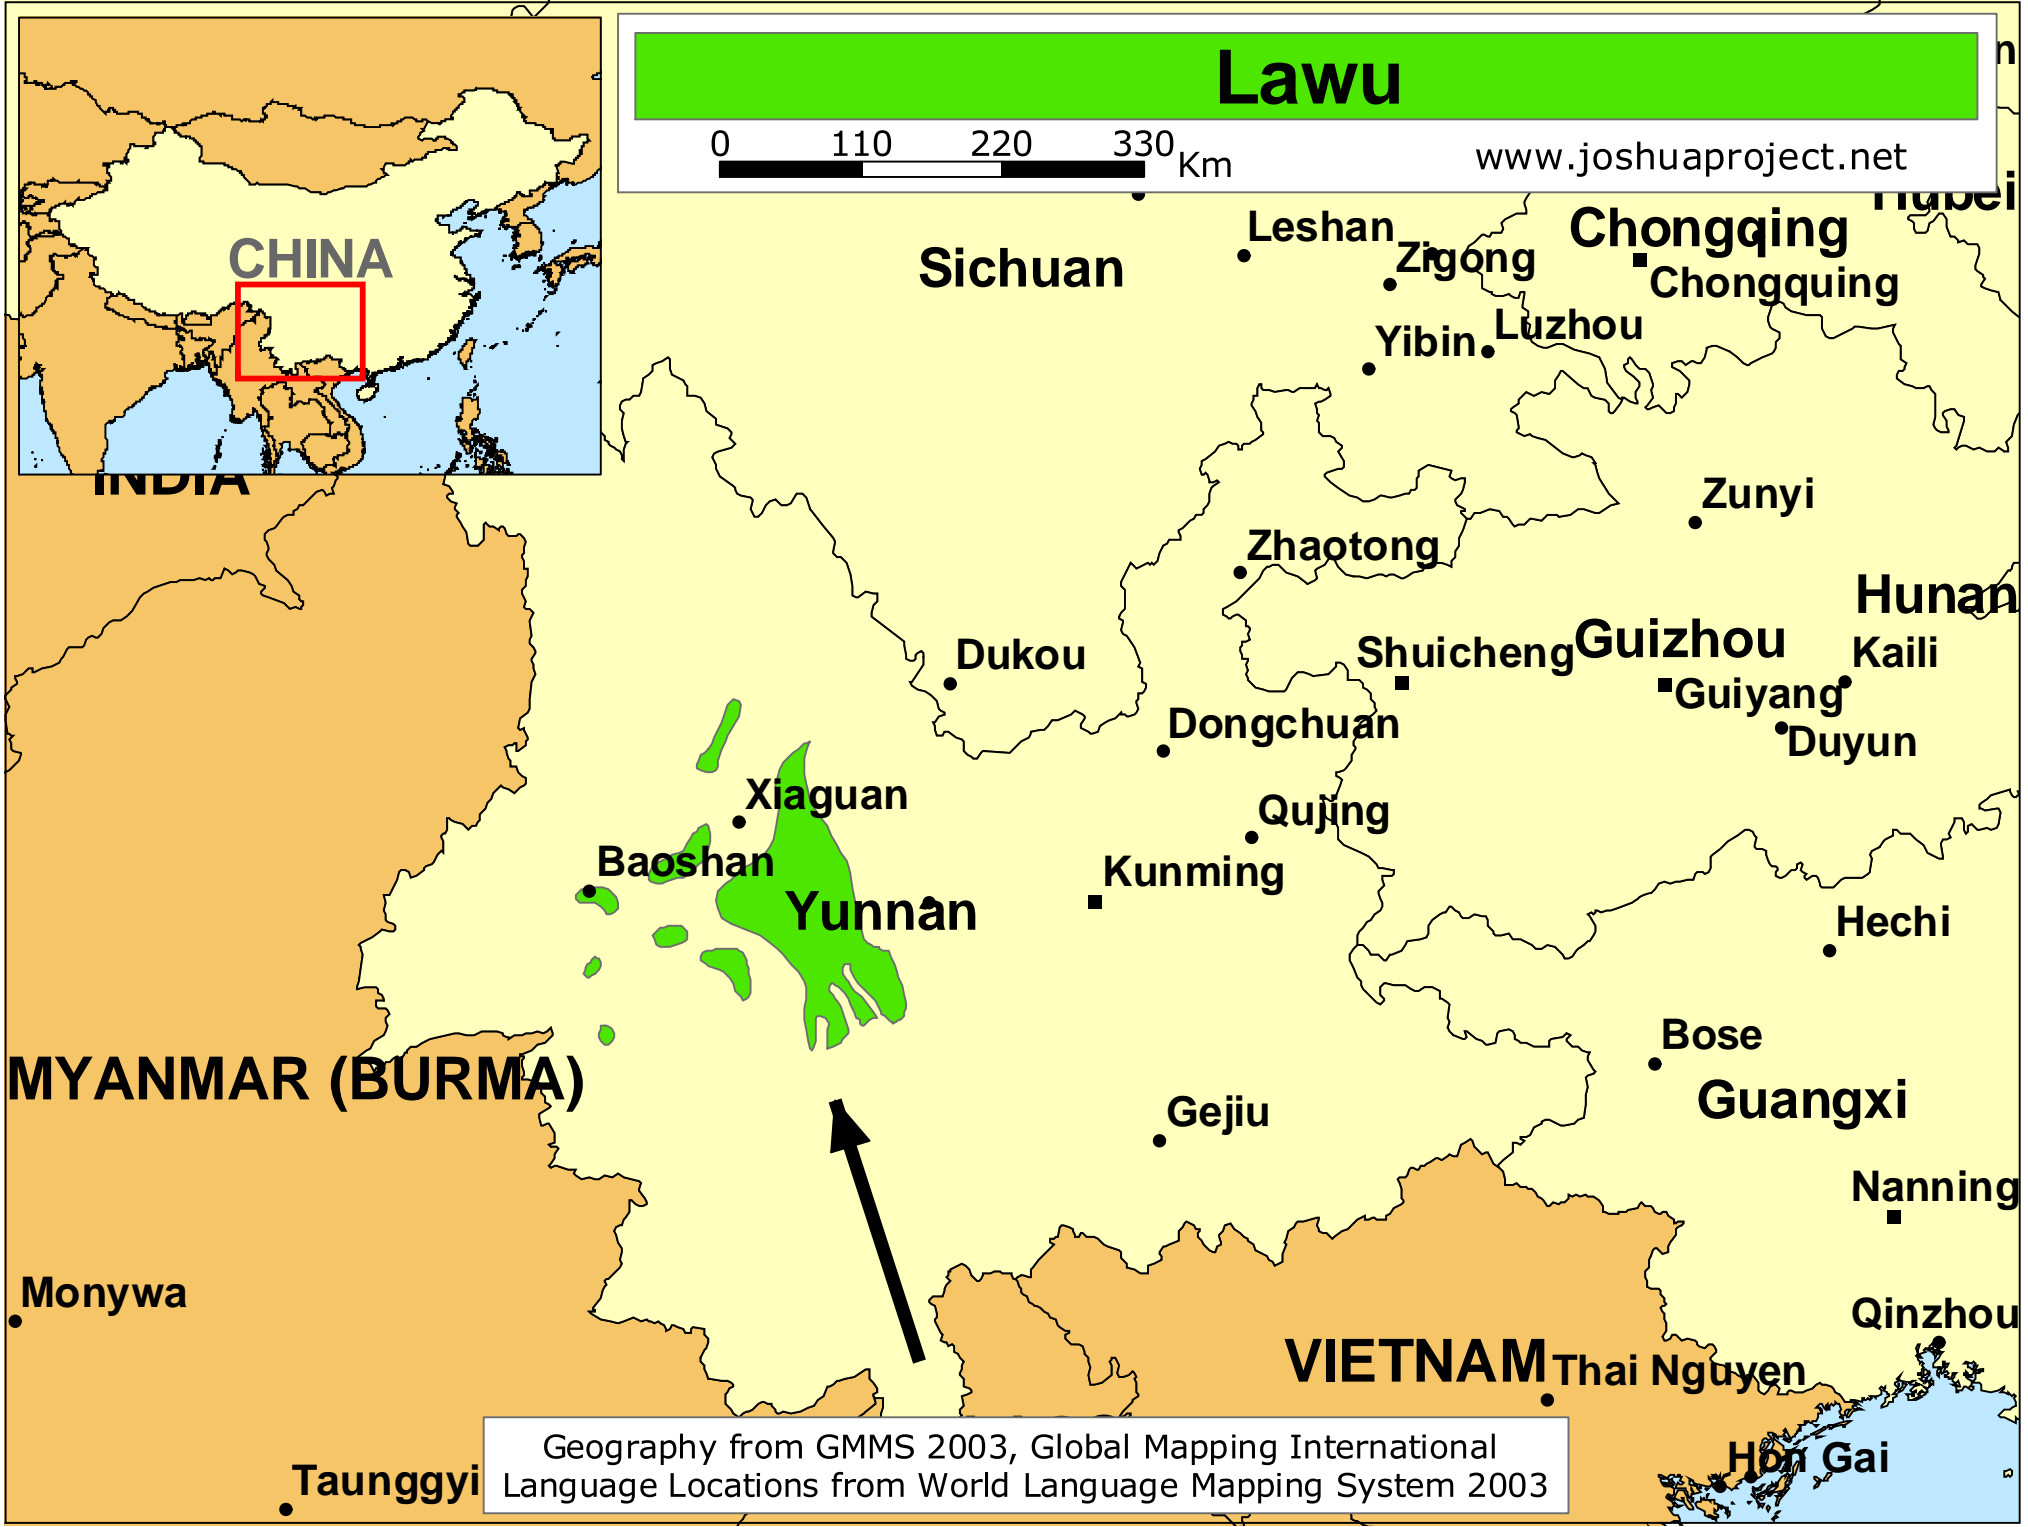 Lawu
0 110 220 330
Km
www.joshuaproject.net
CHINA
INDIA
Hubei
Leshan
Chongqing
Sichuan
Zigong
Chongquing
Luzhou
Yibin
Zunyi
Zhaotong
Hunan
Guizhou
Shuicheng
Kaili
Dukou
Guiyang
Dongchuan
Duyun
Xiaguan
Qujing
Baoshan
Kunming
Yunnan
Hechi
Bose
MYANMAR (BURMA)
Guangxi
Gejiu
Nanning
Monywa
Qinzhou
VIETNAM
Thai Nguyen
Geography from GMMS 2003, Global Mapping International
Language Locations from World Language Mapping System 2003
Hon Gai
Taunggyi